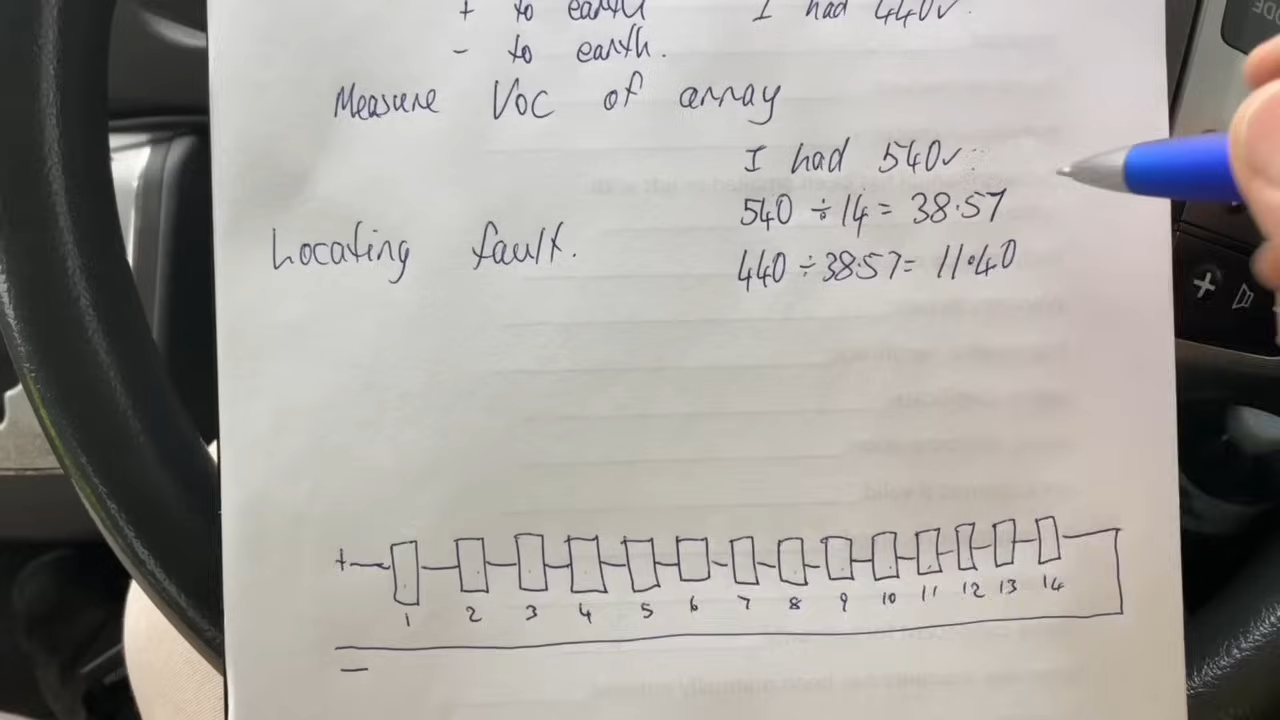 + to earth I had 440v.
- to earth.
Measure Voc of array
I had 540v.
540 ÷ 14 = 38.57
Locating fault.
440 ÷ 38.57 = 11.40
+
1 2 3 4 5 6 7 8 9 10 11 12 13 14
−